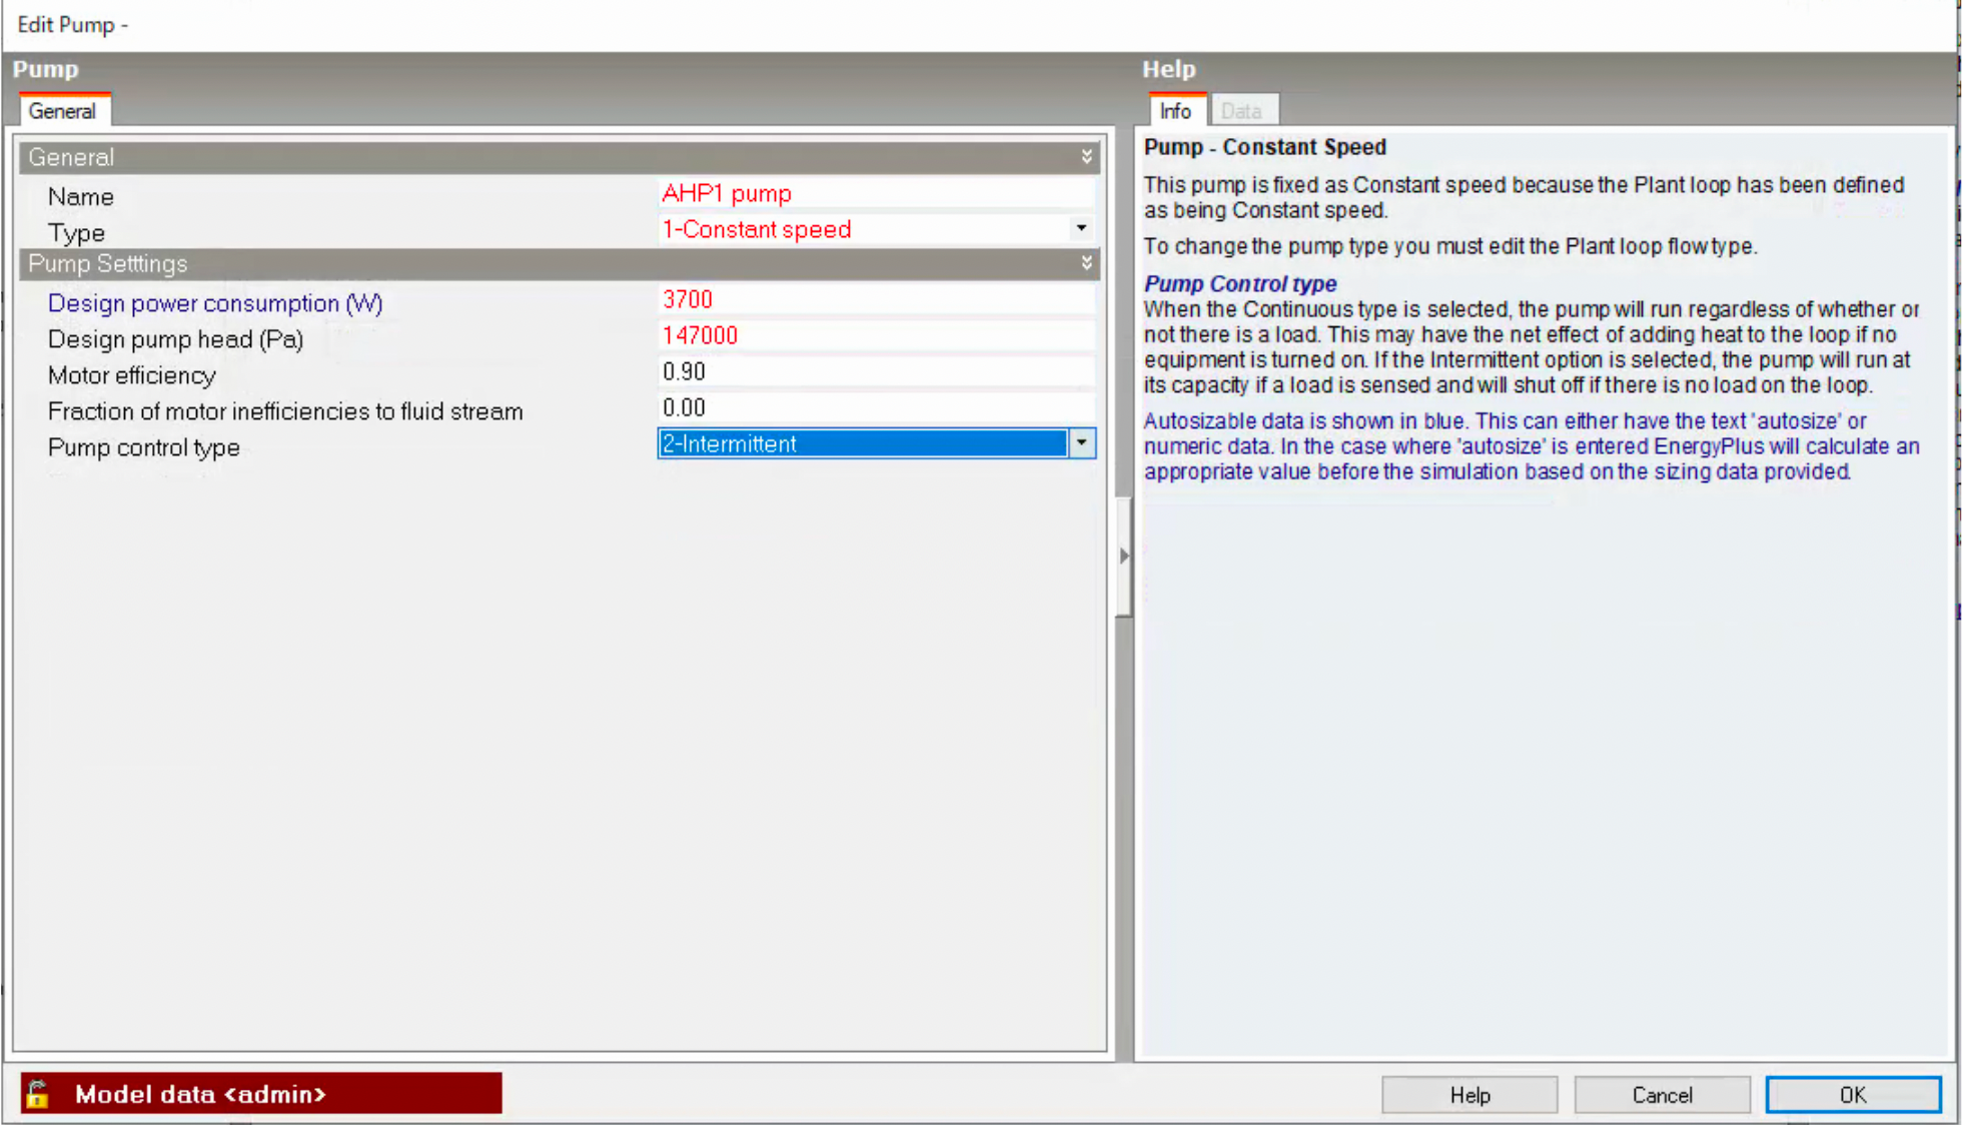 Edit Pump -
Pump
General
General
Name AHP1 pump
Type 1-Constant speed
Pump Setttings
Design power consumption (W) 3700
Design pump head (Pa) 147000
Motor efficiency 0.90
Fraction of motor inefficiencies to fluid stream 0.00
Pump control type 2-Intermittent
Model data <admin>
Help
Info Data
Pump - Constant Speed
This pump is fixed as Constant speed because the Plant loop has been defined
as being Constant speed.
To change the pump type you must edit the Plant loop flow type.
Pump Control type
When the Continuous type is selected, the pump will run regardless of whether or
not there is a load. This may have the net effect of adding heat to the loop if no
equipment is turned on. If the Intermittent option is selected, the pump will run at
its capacity if a load is sensed and will shut off if there is no load on the loop.
Autosizable data is shown in blue. This can either have the text 'autosize' or
numeric data. In the case where 'autosize' is entered EnergyPlus will calculate an
appropriate value before the simulation based on the sizing data provided.
Help Cancel OK